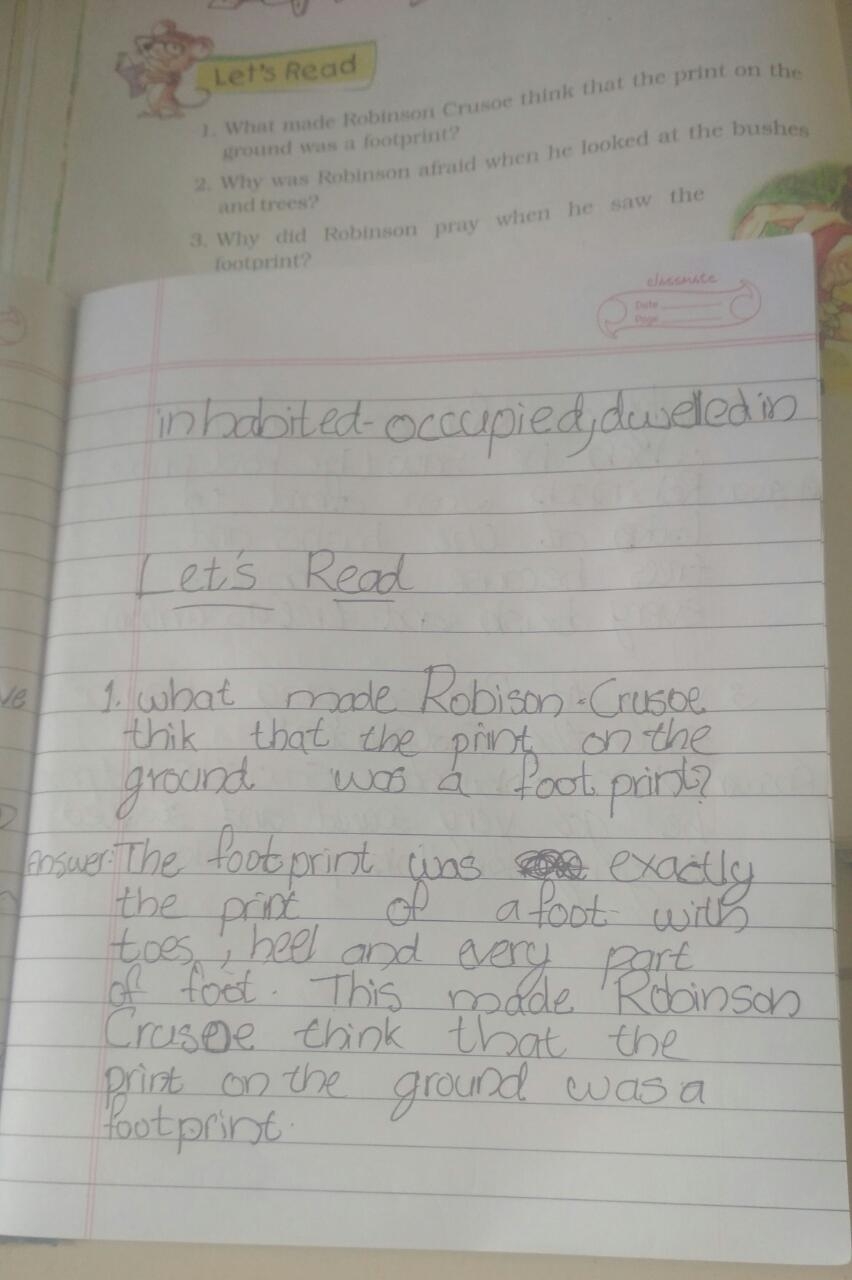 Let's Read
1. What made Robinson Crusoe think that the print on the
ground was a footprint?
2. Why was Robinson afraid when he looked at the bushes
and trees?
3. Why did Robinson pray when he saw the
footprint?
classmate
Date
Page
inhabited-occupied, dweledin
Let's Read
1. what made Robison-Crusoe
thik that the print on the
ground was a foot print?
Answer: The footprint was exactly
the print of a foot with
toes, heel and every part
of foot. This made Robinson
Crusoe think that the
print on the ground was a
footprint.